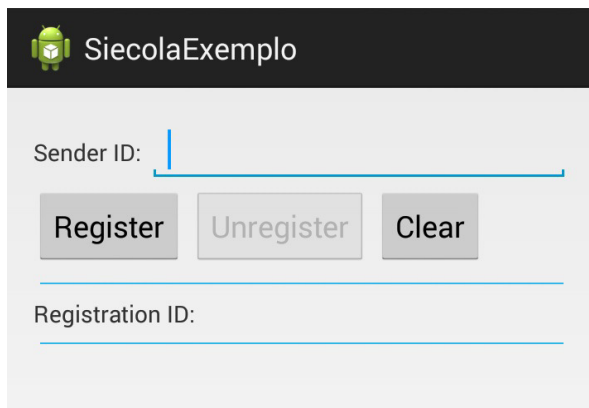 SiecolaExemplo
Sender ID:
Register Unregister Clear
Registration ID: